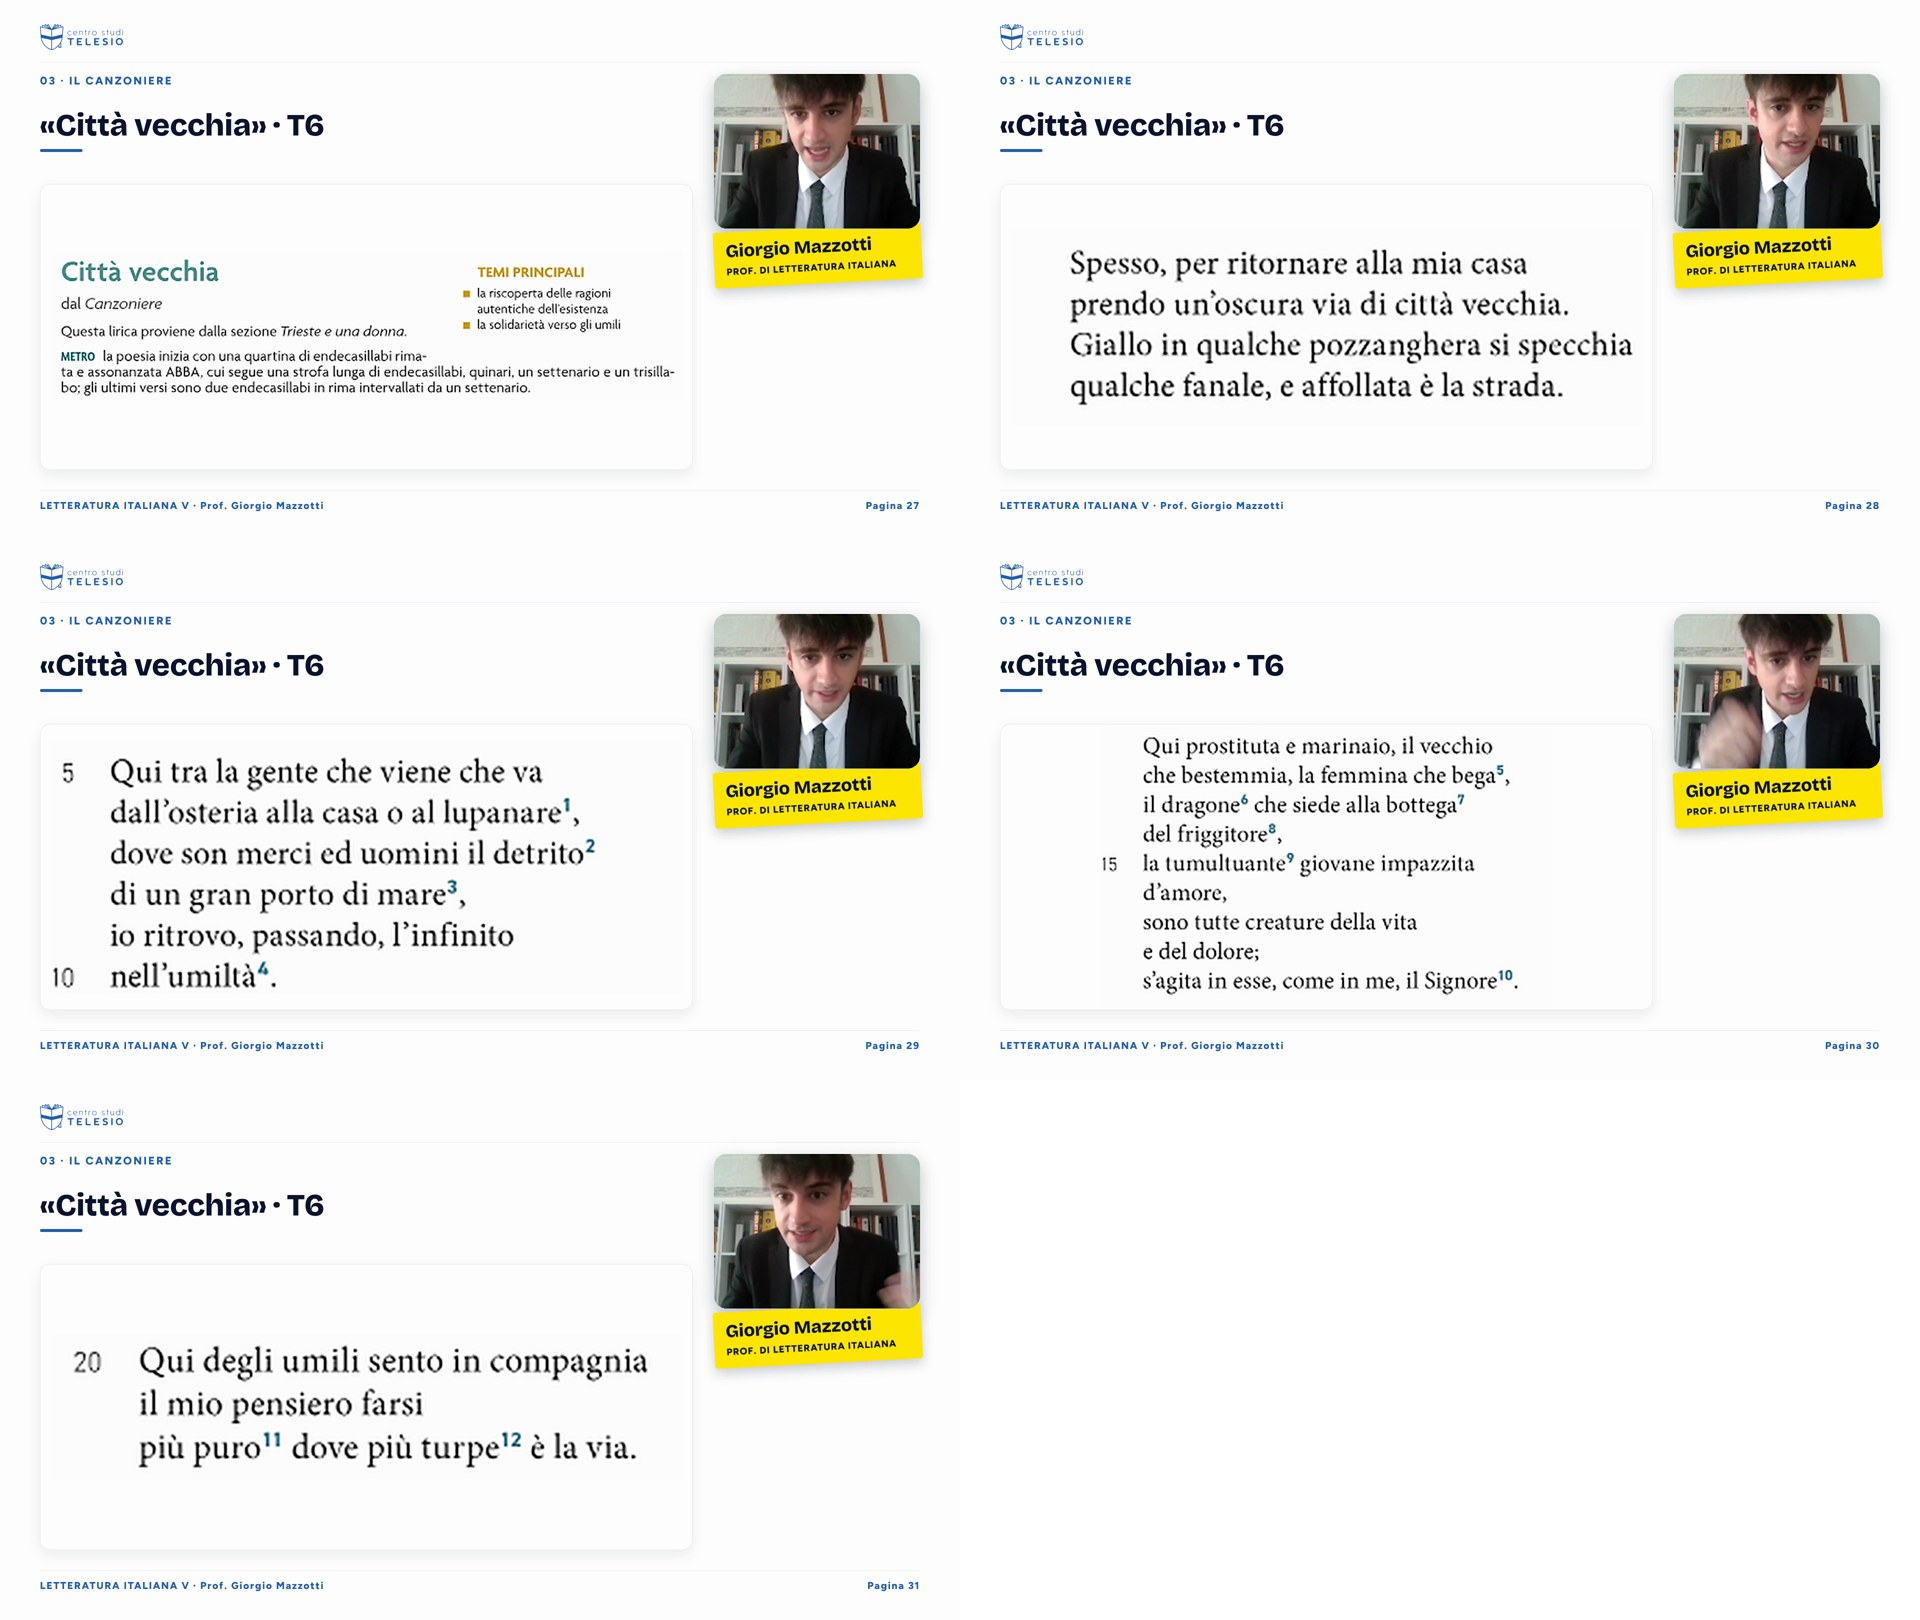 centro studi
TELESIO
03 · IL CANZONIERE
«Città vecchia» · T6
Città vecchia
dal Canzoniere
Questa lirica proviene dalla sezione Trieste e una donna.
TEMI PRINCIPALI
la riscoperta delle ragioni
autentiche dell'esistenza
la solidarietà verso gli umili
METRO la poesia inizia con una quartina di endecasillabi rima-
ta e assonanzata ABBA, cui segue una strofa lunga di endecasillabi, quinari, un settenario e un trisilla-
bo; gli ultimi versi sono due endecasillabi in rima intervallati da un settenario.
Giorgio Mazzotti
PROF. DI LETTERATURA ITALIANA
LETTERATURA ITALIANA V · Prof. Giorgio Mazzotti
Pagina 27
centro studi
TELESIO
03 · IL CANZONIERE
«Città vecchia» · T6
Spesso, per ritornare alla mia casa
prendo un'oscura via di città vecchia.
Giallo in qualche pozzanghera si specchia
qualche fanale, e affollata è la strada.
Giorgio Mazzotti
PROF. DI LETTERATURA ITALIANA
LETTERATURA ITALIANA V · Prof. Giorgio Mazzotti
Pagina 28
centro studi
TELESIO
03 · IL CANZONIERE
«Città vecchia» · T6
5 Qui tra la gente che viene che va
dall'osteria alla casa o al lupanare1,
dove son merci ed uomini il detrito2
di un gran porto di mare3,
io ritrovo, passando, l'infinito
10 nell'umiltà4.
Giorgio Mazzotti
PROF. DI LETTERATURA ITALIANA
LETTERATURA ITALIANA V · Prof. Giorgio Mazzotti
Pagina 29
centro studi
TELESIO
03 · IL CANZONIERE
«Città vecchia» · T6
Qui prostituta e marinaio, il vecchio
che bestemmia, la femmina che bega5,
il dragone6 che siede alla bottega7
del friggitore8,
15 la tumultuante9 giovane impazzita
d'amore,
sono tutte creature della vita
e del dolore;
s'agita in esse, come in me, il Signore10.
Giorgio Mazzotti
PROF. DI LETTERATURA ITALIANA
LETTERATURA ITALIANA V · Prof. Giorgio Mazzotti
Pagina 30
centro studi
TELESIO
03 · IL CANZONIERE
«Città vecchia» · T6
20 Qui degli umili sento in compagnia
il mio pensiero farsi
più puro11 dove più turpe12 è la via.
Giorgio Mazzotti
PROF. DI LETTERATURA ITALIANA
LETTERATURA ITALIANA V · Prof. Giorgio Mazzotti
Pagina 31